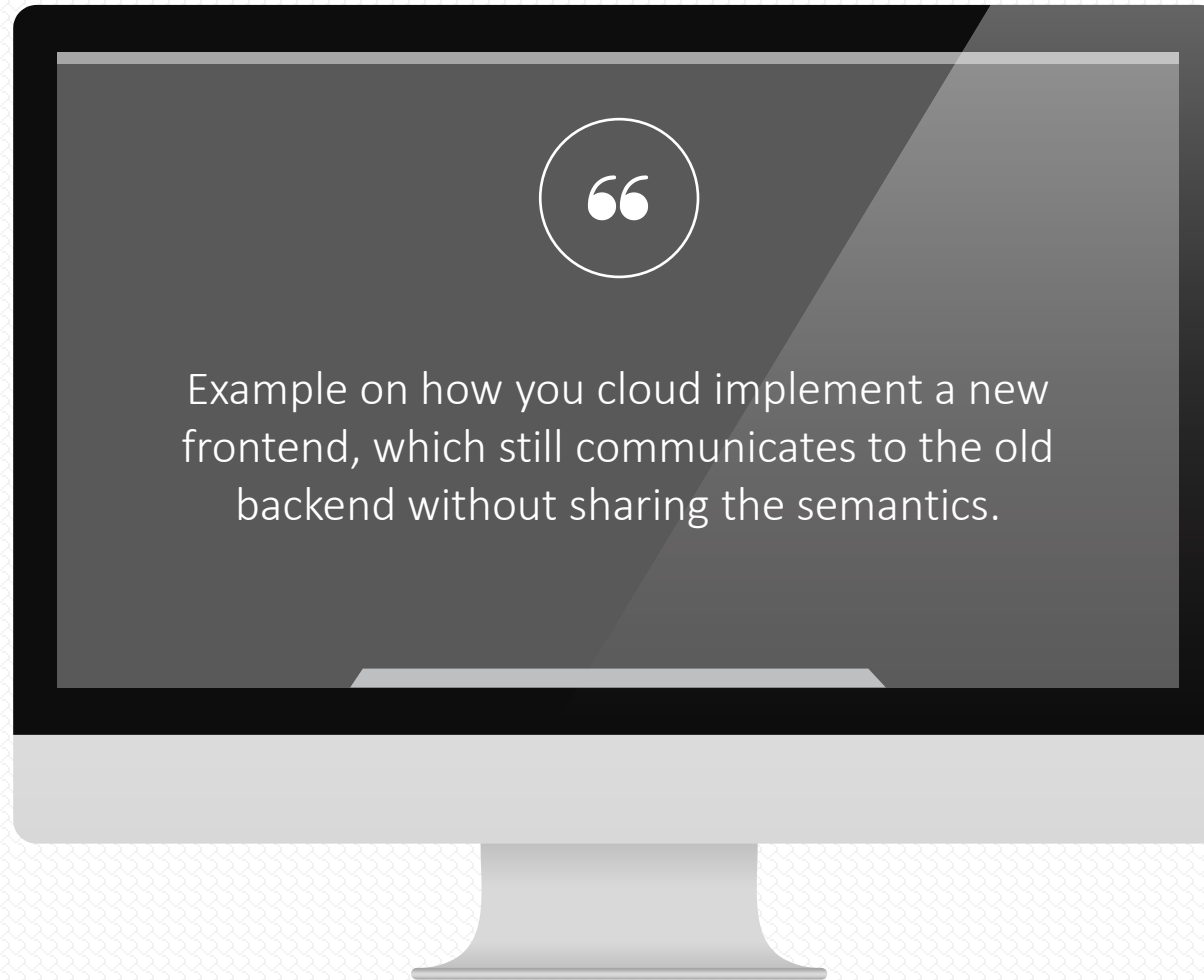 “
Example on how you cloud implement a new
frontend, which still communicates to the old
backend without sharing the semantics.